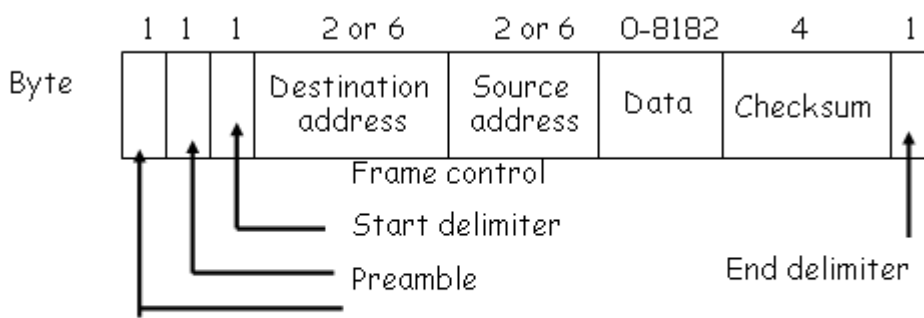 1 1 1 2 or 6 2 or 6 0-8182 4 1
Byte
Destination address
Source address
Data
Checksum
Frame control
Start delimiter
Preamble
End delimiter